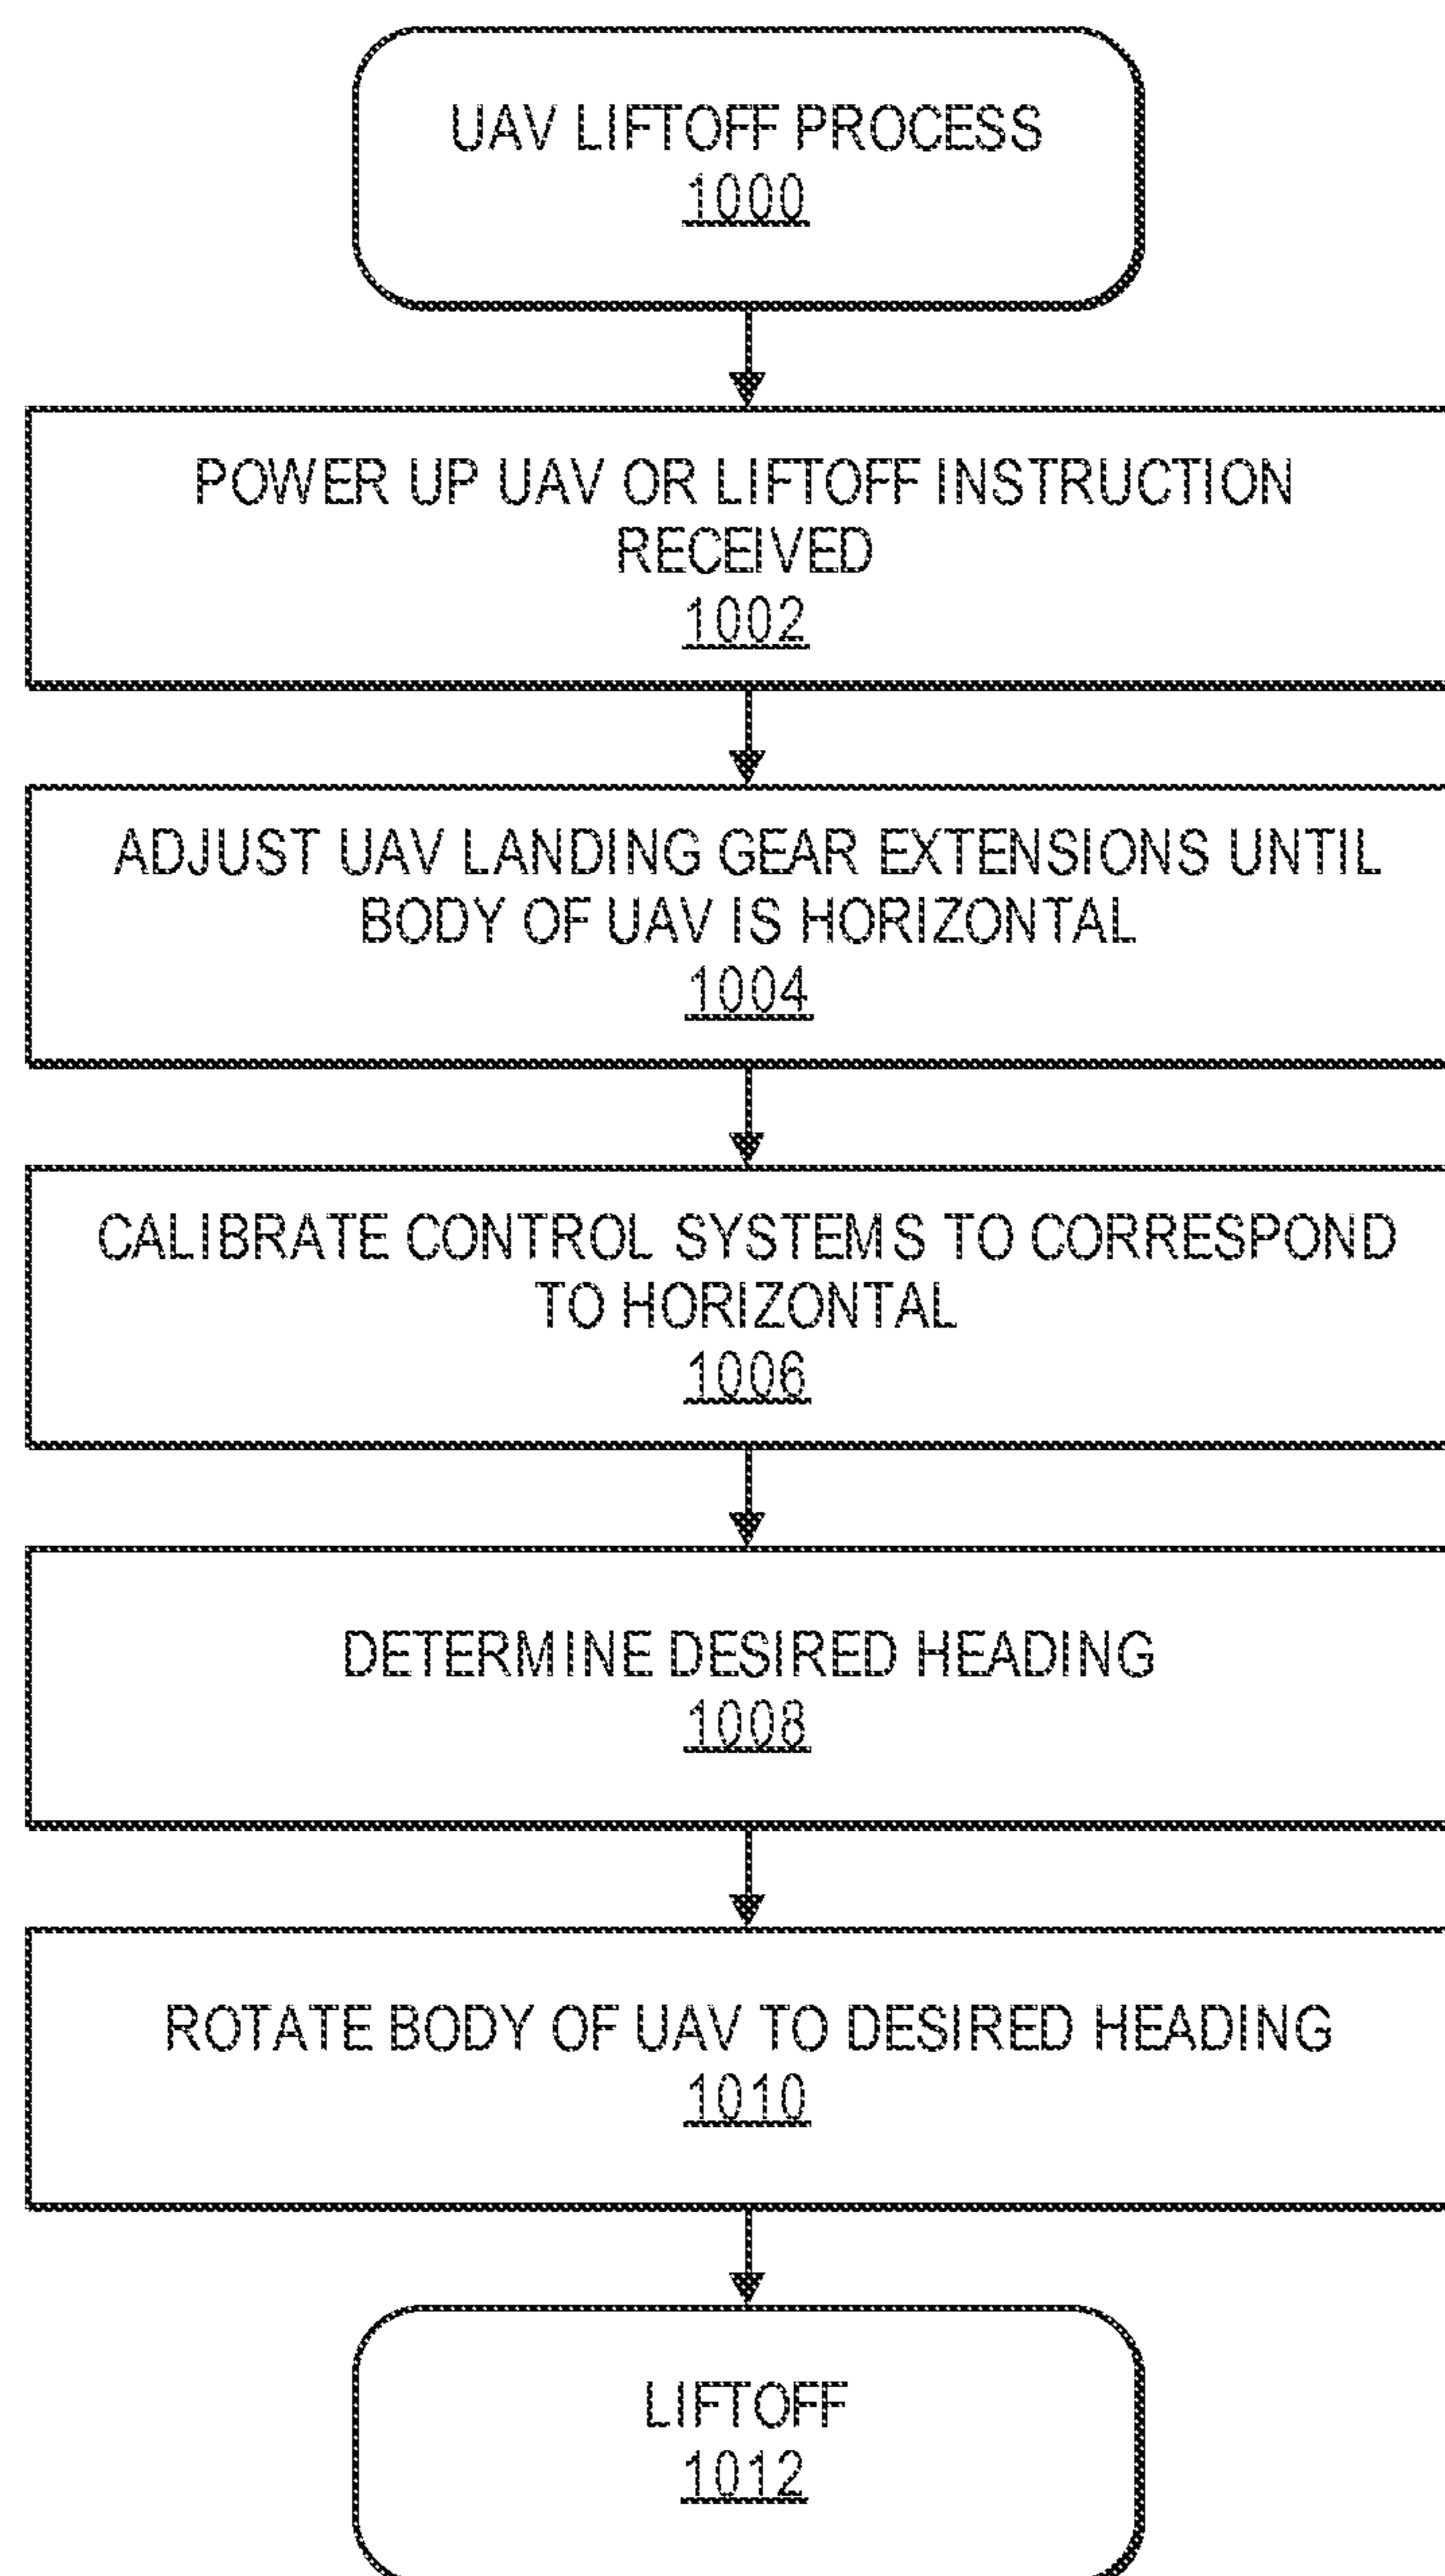 UAV LIFTOFF PROCESS
1000
POWER UP UAV OR LIFTOFF INSTRUCTION
RECEIVED
1002
ADJUST UAV LANDING GEAR EXTENSIONS UNTIL
BODY OF UAV IS HORIZONTAL
1004
CALIBRATE CONTROL SYSTEMS TO CORRESPOND
TO HORIZONTAL
1006
DETERMINE DESIRED HEADING
1008
ROTATE BODY OF UAV TO DESIRED HEADING
1010
LIFTOFF
1012